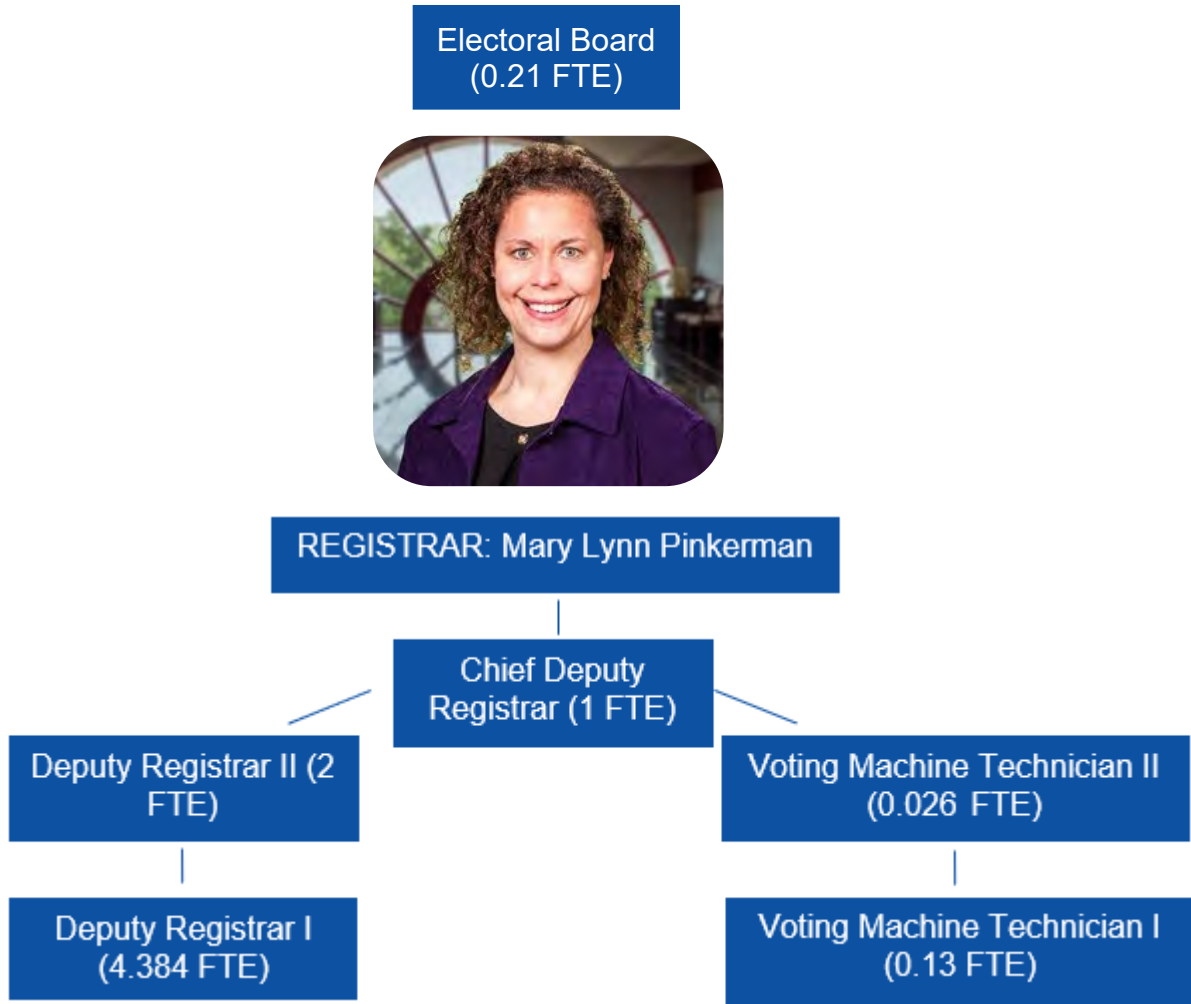 Electoral Board
(0.21 FTE)
REGISTRAR: Mary Lynn Pinkerman
Chief Deputy
Registrar (1 FTE)
Deputy Registrar II (2
FTE)
Voting Machine Technician II
(0.026 FTE)
Deputy Registrar I
(4.384 FTE)
Voting Machine Technician I
(0.13 FTE)